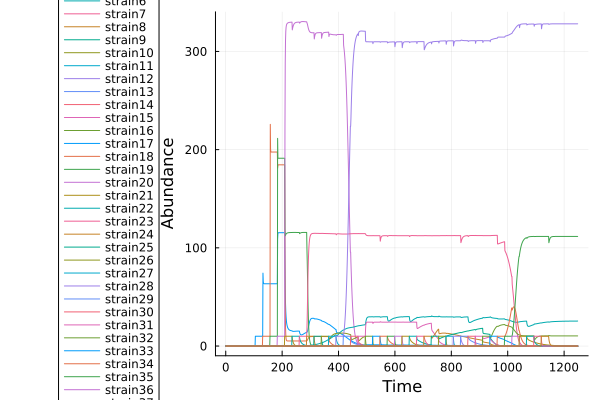 strain6
strain7
strain8
strain9
strain10
strain11
strain12
strain13
strain14
strain15
strain16
strain17
strain18
strain19
strain20
strain21
strain22
strain23
strain24
strain25
strain26
strain27
strain28
strain29
strain30
strain31
strain32
strain33
strain34
strain35
strain36
Abundance
300
200
100
0
0
200
400
600
800
1000
1200
Time